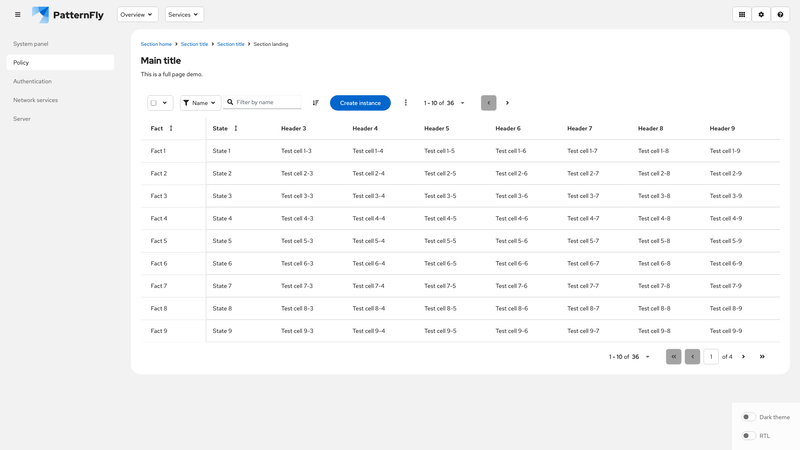 PatternFly Overview Services
System panel
Policy
Authentication
Network services
Server
Section home Section title Section title Section landing
Main title
This is a full page demo.
Name Filter by name Create instance 1 - 10 of 36
Fact State Header 3 Header 4 Header 5 Header 6 Header 7 Header 8 Header 9
Fact 1 State 1 Test cell 1-3 Test cell 1-4 Test cell 1-5 Test cell 1-6 Test cell 1-7 Test cell 1-8 Test cell 1-9
Fact 2 State 2 Test cell 2-3 Test cell 2-4 Test cell 2-5 Test cell 2-6 Test cell 2-7 Test cell 2-8 Test cell 2-9
Fact 3 State 3 Test cell 3-3 Test cell 3-4 Test cell 3-5 Test cell 3-6 Test cell 3-7 Test cell 3-8 Test cell 3-9
Fact 4 State 4 Test cell 4-3 Test cell 4-4 Test cell 4-5 Test cell 4-6 Test cell 4-7 Test cell 4-8 Test cell 4-9
Fact 5 State 5 Test cell 5-3 Test cell 5-4 Test cell 5-5 Test cell 5-6 Test cell 5-7 Test cell 5-8 Test cell 5-9
Fact 6 State 6 Test cell 6-3 Test cell 6-4 Test cell 6-5 Test cell 6-6 Test cell 6-7 Test cell 6-8 Test cell 6-9
Fact 7 State 7 Test cell 7-3 Test cell 7-4 Test cell 7-5 Test cell 7-6 Test cell 7-7 Test cell 7-8 Test cell 7-9
Fact 8 State 8 Test cell 8-3 Test cell 8-4 Test cell 8-5 Test cell 8-6 Test cell 8-7 Test cell 8-8 Test cell 8-9
Fact 9 State 9 Test cell 9-3 Test cell 9-4 Test cell 9-5 Test cell 9-6 Test cell 9-7 Test cell 9-8 Test cell 9-9
1 - 10 of 36 1 of 4
Dark theme
RTL